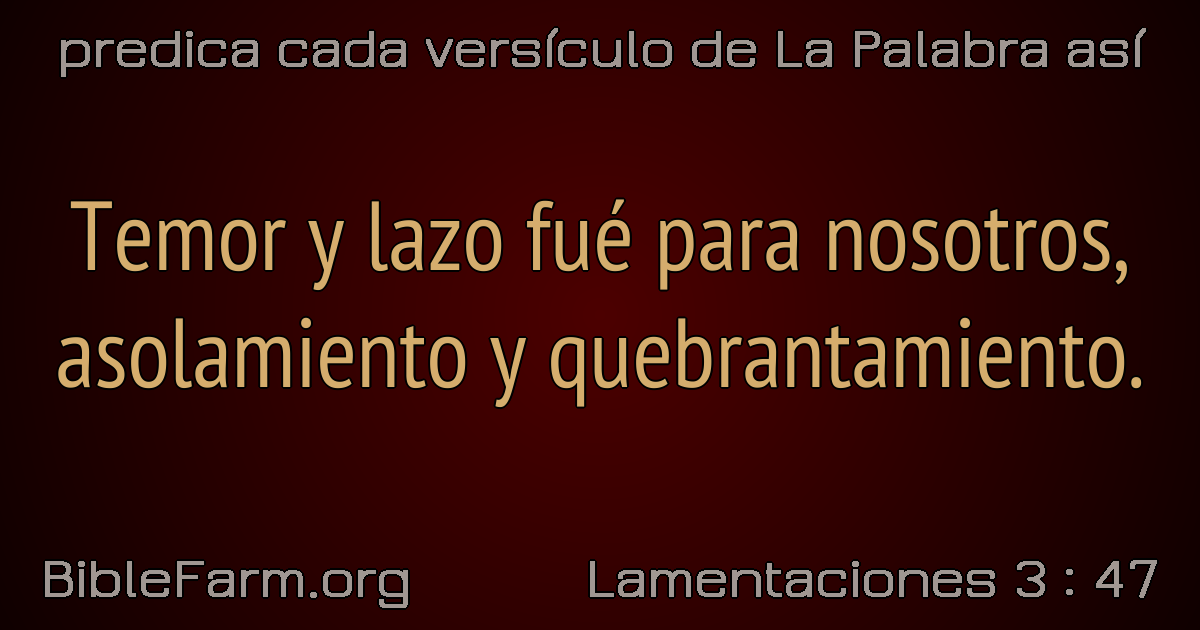 predica cada versículo de La Palabra así
Temor y lazo fué para nosotros,
asolamiento y quebrantamiento.
BibleFarm.org
Lamentaciones 3 : 47